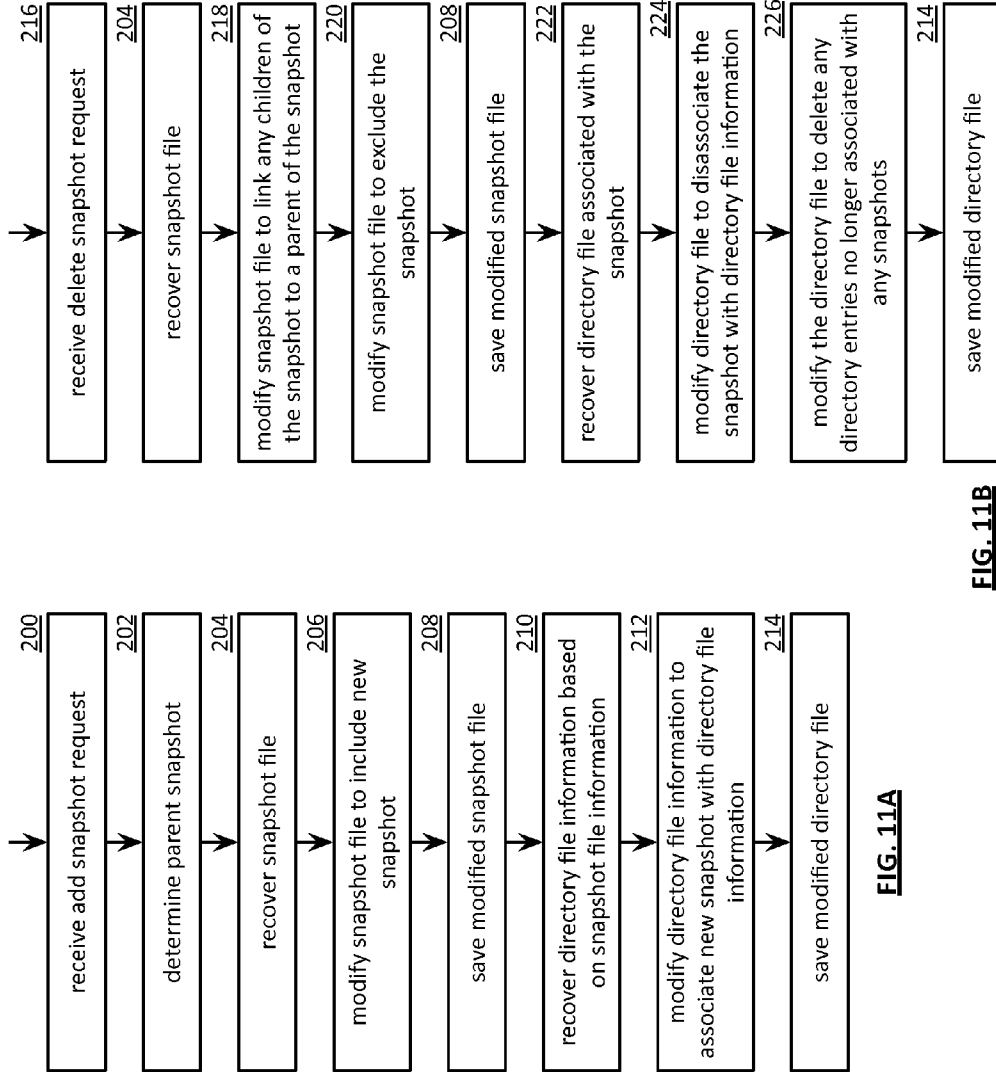 200
receive add snapshot request
202
determine parent snapshot
204
recover snapshot file
206
modify snapshot file to include new
snapshot
208
save modified snapshot file
210
recover directory file information based
on snapshot file information
212
modify directory file information to
associate new snapshot with directory file
information
214
save modified directory file
FIG. 11A
216
receive delete snapshot request
204
recover snapshot file
218
modify snapshot file to link any children of
the snapshot to a parent of the snapshot
220
modify snapshot file to exclude the
snapshot
208
save modified snapshot file
222
recover directory file associated with the
snapshot
224
modify directory file to disassociate the
snapshot with directory file information
226
modify the directory file to delete any
directory entries no longer associated with
any snapshots
214
save modified directory file
FIG. 11B